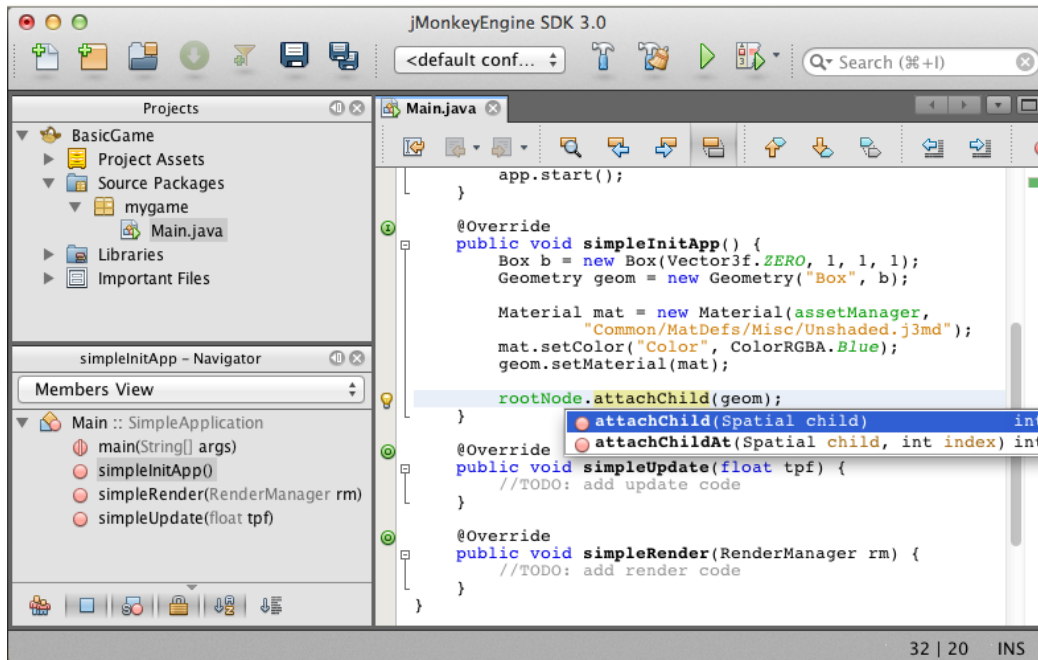 jMonkeyEngine SDK 3.0
<default conf...
Search (⌘+I)
Projects
BasicGame
Project Assets
Source Packages
mygame
Main.java
Libraries
Important Files
simpleInitApp - Navigator
Members View
Main :: SimpleApplication
main(String[] args)
simpleInitApp()
simpleRender(RenderManager rm)
simpleUpdate(float tpf)
Main.java
app.start();
}
@Override
public void simpleInitApp() {
Box b = new Box(Vector3f.ZERO, 1, 1, 1);
Geometry geom = new Geometry("Box", b);
Material mat = new Material(assetManager,
"Common/MatDefs/Misc/Unshaded.j3md");
mat.setColor("Color", ColorRGBA.Blue);
geom.setMaterial(mat);
rootNode.attachChild(geom);
}
attachChild(Spatial child) int
attachChildAt(Spatial child, int index) int
@Override
public void simpleUpdate(float tpf) {
//TODO: add update code
}
@Override
public void simpleRender(RenderManager rm) {
//TODO: add render code
}
}
32 | 20 INS